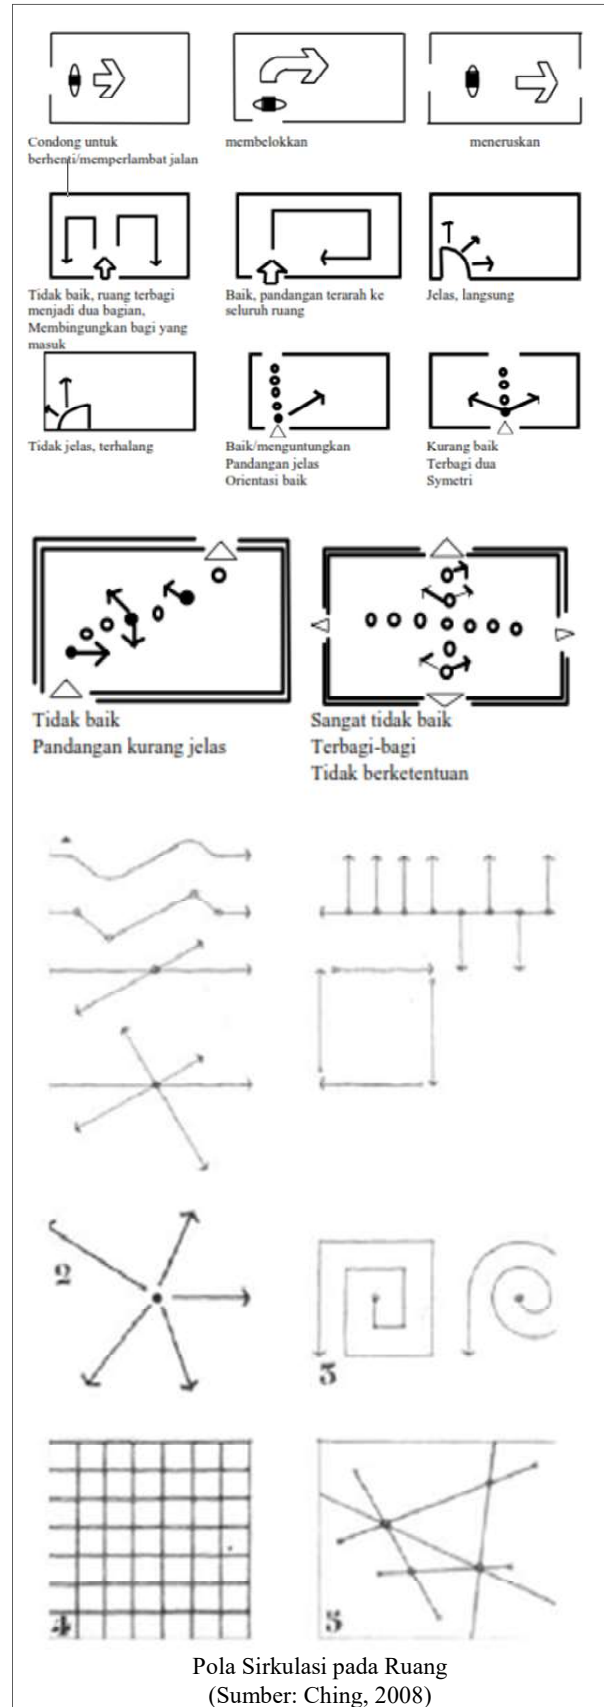 Condong untuk
berhenti/memperlambat jalan
membelokkan
meneruskan
Tidak baik, ruang terbagi
menjadi dua bagian,
Membingungkan bagi yang
masuk
Baik, pandangan terarah ke
seluruh ruang
Jelas, langsung
Tidak jelas, terhalang
Baik/menguntungkan
Pandangan jelas
Orientasi baik
Kurang baik
Terbagi dua
Symetri
Tidak baik
Pandangan kurang jelas
Sangat tidak baik
Terbagi-bagi
Tidak berketentuan
2
3
4
5
Pola Sirkulasi pada Ruang
(Sumber: Ching, 2008)